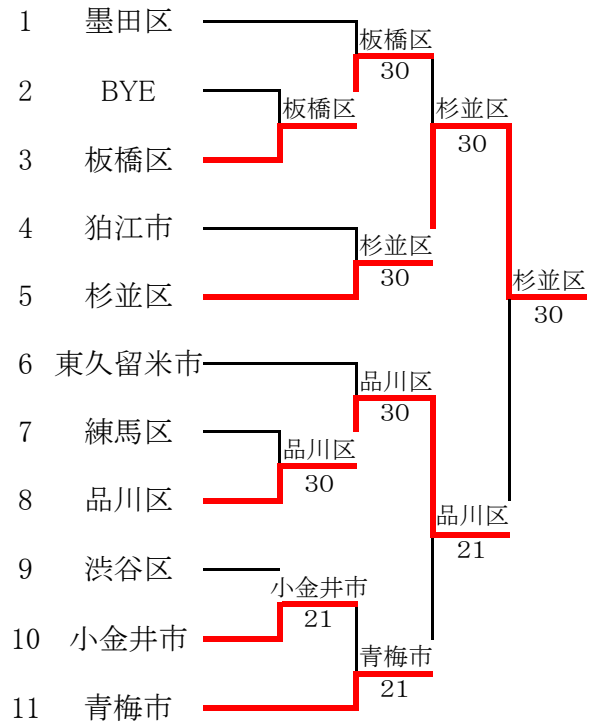 1 墨田区
板橋区
30
2 BYE
板橋区
杉並区
30
3 板橋区
4 狛江市
杉並区
30
5 杉並区
杉並区
30
6 東久留米市
品川区
30
7 練馬区
品川区
30
8 品川区
品川区
21
9 渋谷区
小金井市
21
10 小金井市
青梅市
21
11 青梅市